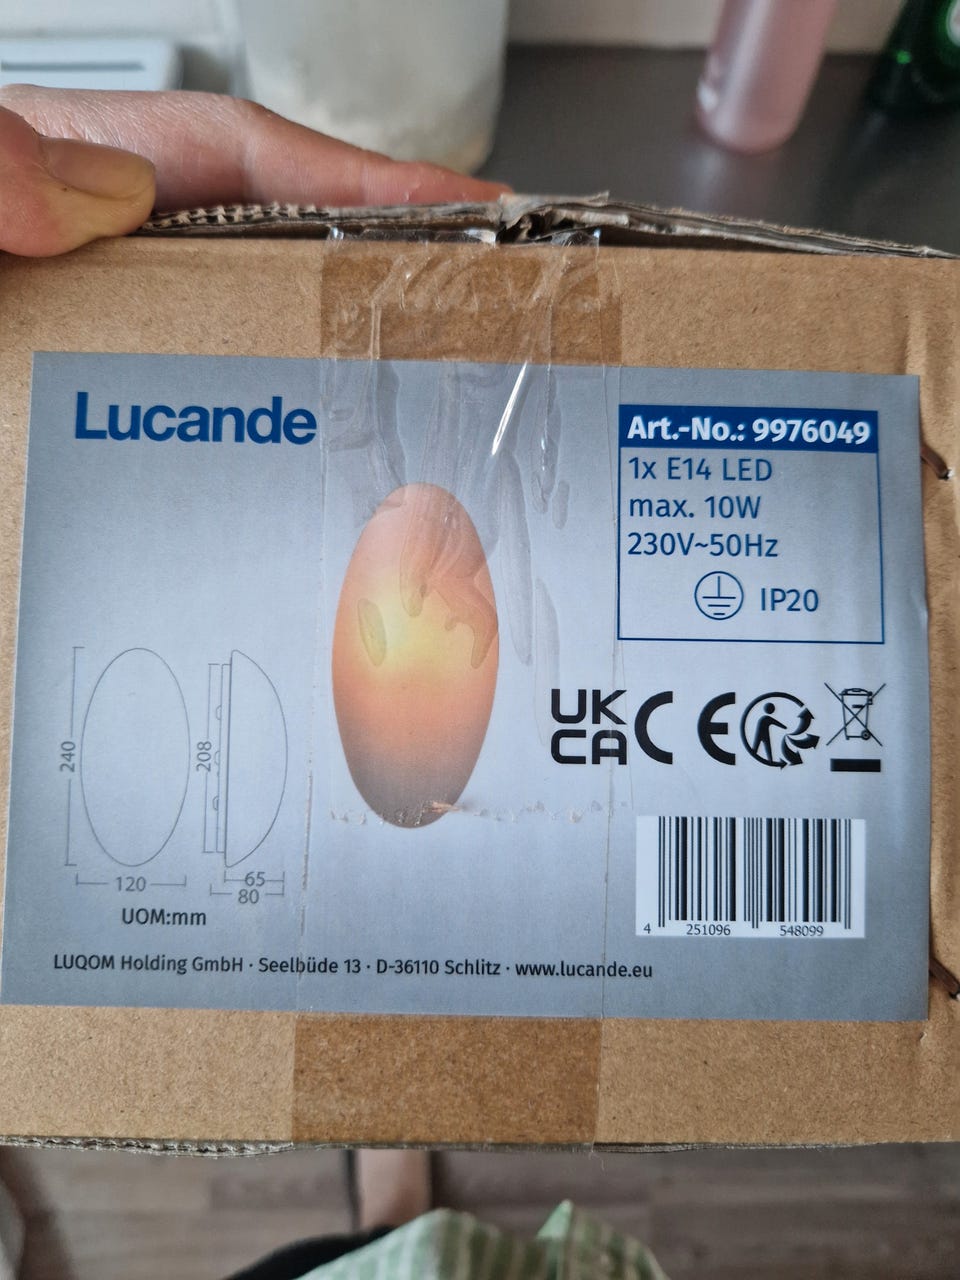 Lucande
Art.-No.: 9976049
1x E14 LED
max. 10W
230V~50Hz
IP20
UK
CA
CE
240
208
120
65
80
UOM:mm
4 251096 548099
LUQOM Holding GmbH · Seelbüde 13 · D-36110 Schlitz · www.lucande.eu